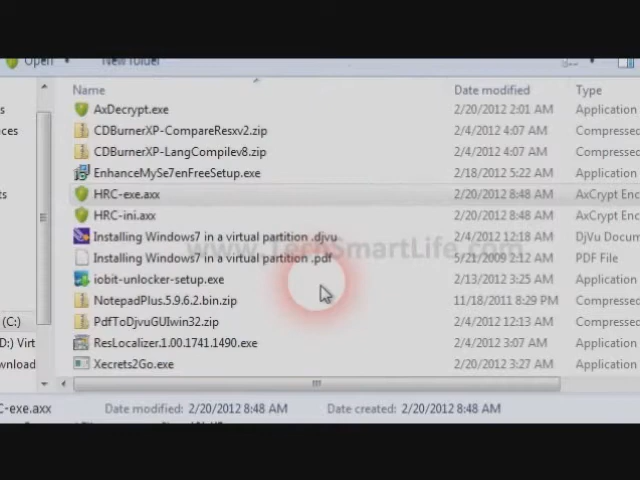 Open New folder
Name Date modified Type
AxDecrypt.exe 2/20/2012 2:01 AM Application
CDBurnerXP-CompareResxv2.zip 2/4/2012 4:07 AM Compressed
CDBurnerXP-LangCompilev8.zip 2/4/2012 4:07 AM Compressed
EnhanceMySe7enFreeSetup.exe 2/18/2012 5:22 AM Application
HRC-exe.axx 2/20/2012 8:48 AM AxCrypt Enc
HRC-ini.axx 2/20/2012 8:48 AM AxCrypt Enc
Installing Windows7 in a virtual partition .djvu 2/4/2012 12:37 AM DjVu Docum
www.TechSmartLife.com
Installing Windows7 in a virtual partition .pdf 5/21/2009 2:12 AM PDF File
iobit-unlocker-setup.exe 2/13/2012 3:25 AM Application
NotepadPlus.5.9.6.2.bin.zip 11/18/2011 8:29 PM Compressed
(C:) PdfToDjvuGUIwin32.zip 2/4/2012 12:13 AM Compressed
D:) Virt ResLocalizer.1.00.1741.1490.exe 2/4/2012 3:07 AM Application
ownload Xecrets2Go.exe 2/20/2012 3:27 AM Application
C-exe.axx Date modified: 2/20/2012 8:48 AM Date created: 2/20/2012 8:48 AM